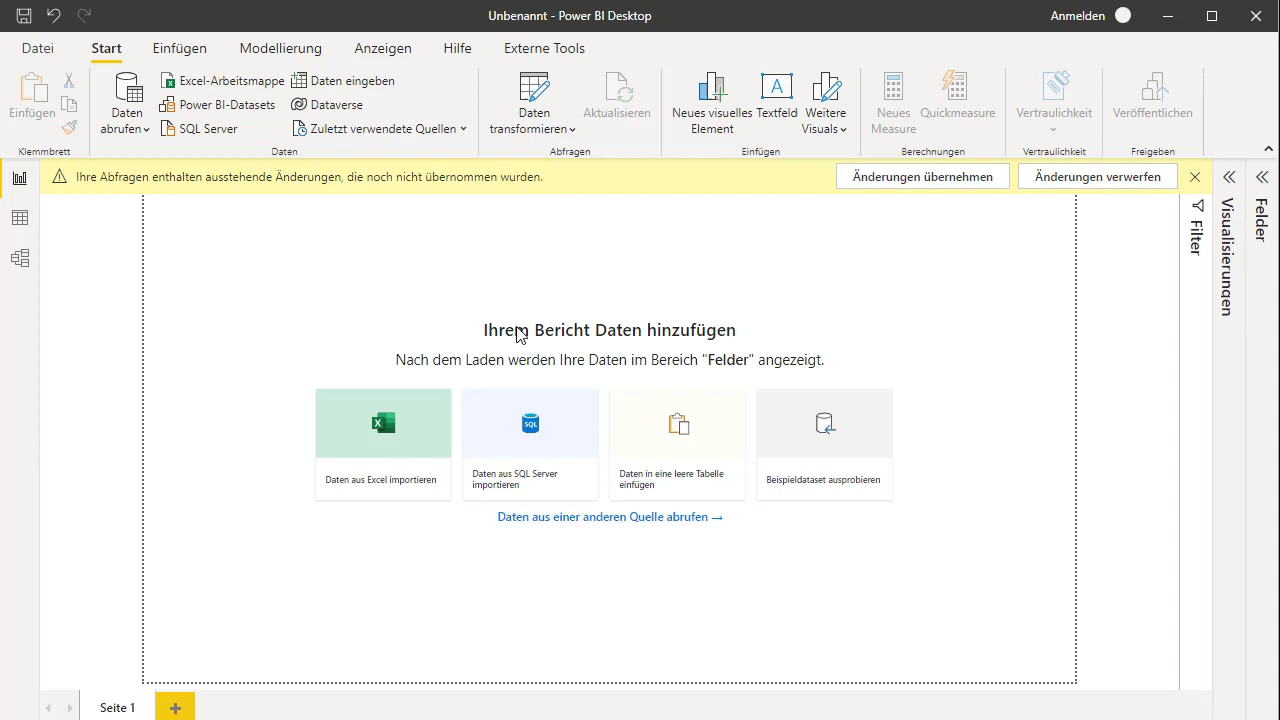 Unbenannt - Power BI Desktop
Anmelden
Datei Start Einfügen Modellierung Anzeigen Hilfe Externe Tools
Einfügen
Klemmbrett
Daten abrufen
Excel-Arbeitsmappe
Power BI-Datasets
SQL Server
Daten eingeben
Dataverse
Zuletzt verwendete Quellen
Daten
Daten
transformieren
Aktualisieren
Abfragen
Neues visuelles
Element
Textfeld
A
Weitere
Visuals
Einfügen
Neues
Measure
Quickmeasure
Berechnungen
Vertraulichkeit
Vertraulichkeit
Veröffentlichen
Freigeben
Ihre Abfragen enthalten ausstehende Änderungen, die noch nicht übernommen wurden.
Änderungen übernehmen
Änderungen verwerfen
Filter
Visualisierungen
Felder
Ihrem Bericht Daten hinzufügen
Nach dem Laden werden Ihre Daten im Bereich "Felder" angezeigt.
X
SQL
Daten aus Excel importieren
Daten aus SQL Server
importieren
Daten in eine leere Tabelle
einfügen
Beispieldataset ausprobieren
Daten aus einer anderen Quelle abrufen →
Seite 1